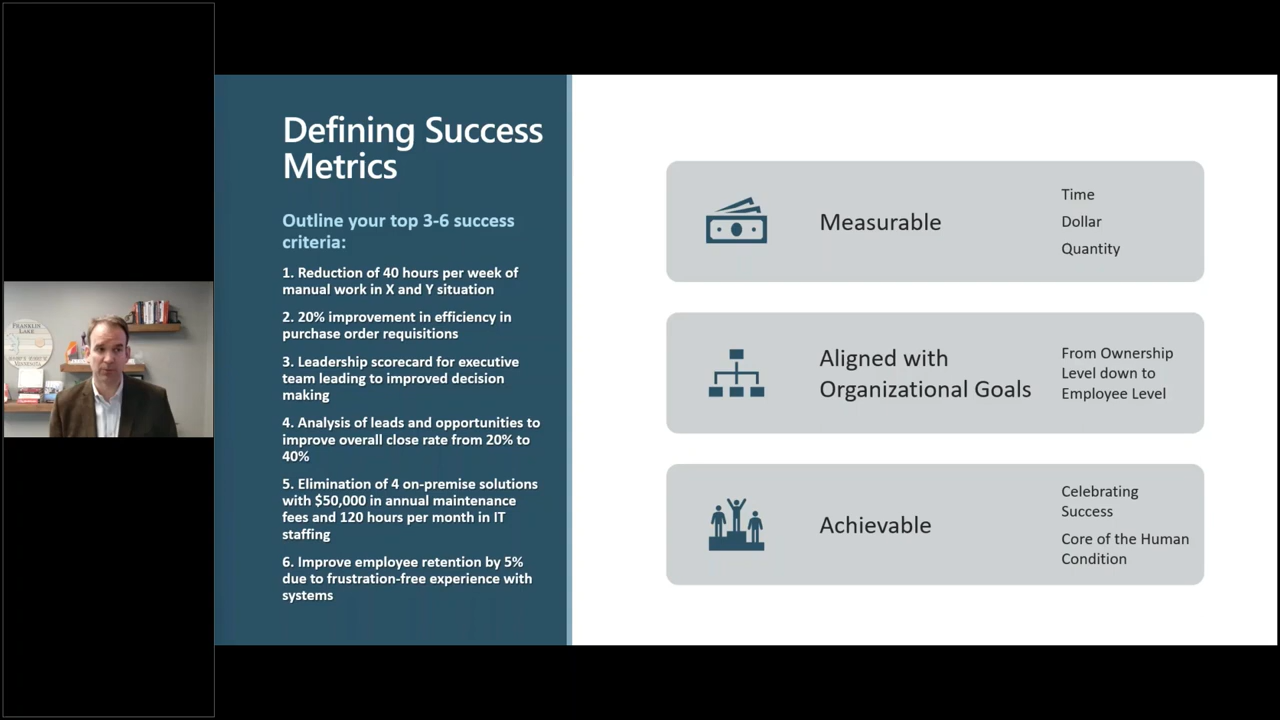 Defining Success
Metrics
Outline your top 3-6 success
criteria:
1. Reduction of 40 hours per week of
manual work in X and Y situation
2. 20% improvement in efficiency in
purchase order requisitions
3. Leadership scorecard for executive
team leading to improved decision
making
4. Analysis of leads and opportunities to
improve overall close rate from 20% to
40%
5. Elimination of 4 on-premise solutions
with $50,000 in annual maintenance
fees and 120 hours per month in IT
staffing
6. Improve employee retention by 5%
due to frustration-free experience with
systems
Measurable
Time
Dollar
Quantity
Aligned with
Organizational Goals
From Ownership
Level down to
Employee Level
Achievable
Celebrating
Success
Core of the Human
Condition
FRANKLIN
LAKE
MINNESOTA